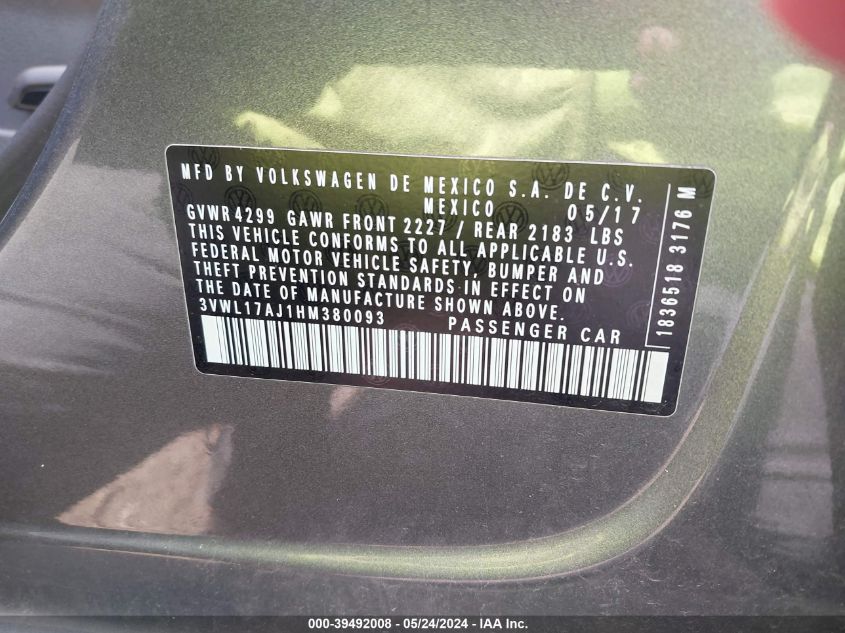 MFD BY VOLKSWAGEN DE MEXICO S.A. DE C.V.
MEXICO 05/17
GVWR 4299 GAWR FRONT 2227 / REAR 2183 LBS
THIS VEHICLE CONFORMS TO ALL APPLICABLE U.S.
FEDERAL MOTOR VEHICLE SAFETY, BUMPER AND
THEFT PREVENTION STANDARDS IN EFFECT ON
THE DATE OF MANUFACTURE SHOWN ABOVE.
3VWL17AJ1HM380093 PASSENGER CAR
1836518 3176 M
000-39492008 - 05/24/2024 - IAA Inc.